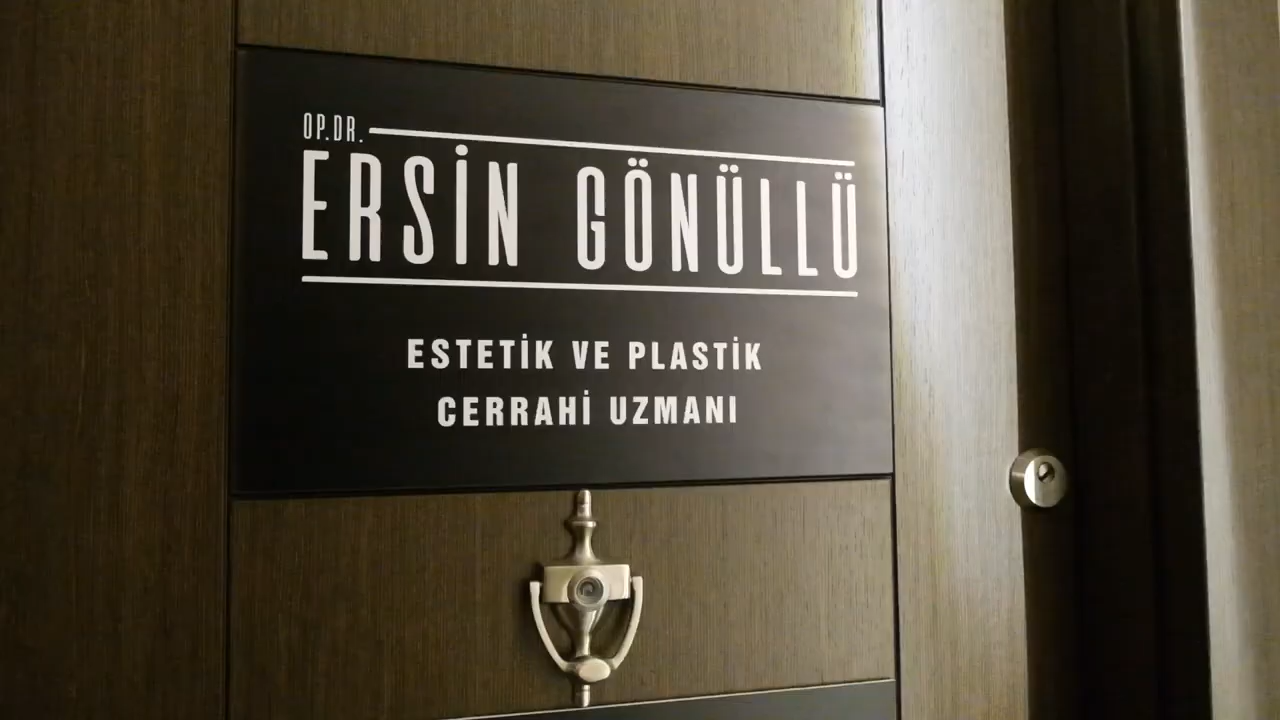 OP.DR.
ERSİN GÖNÜLLÜ
ESTETİK VE PLASTİK
CERRAHİ UZMANI